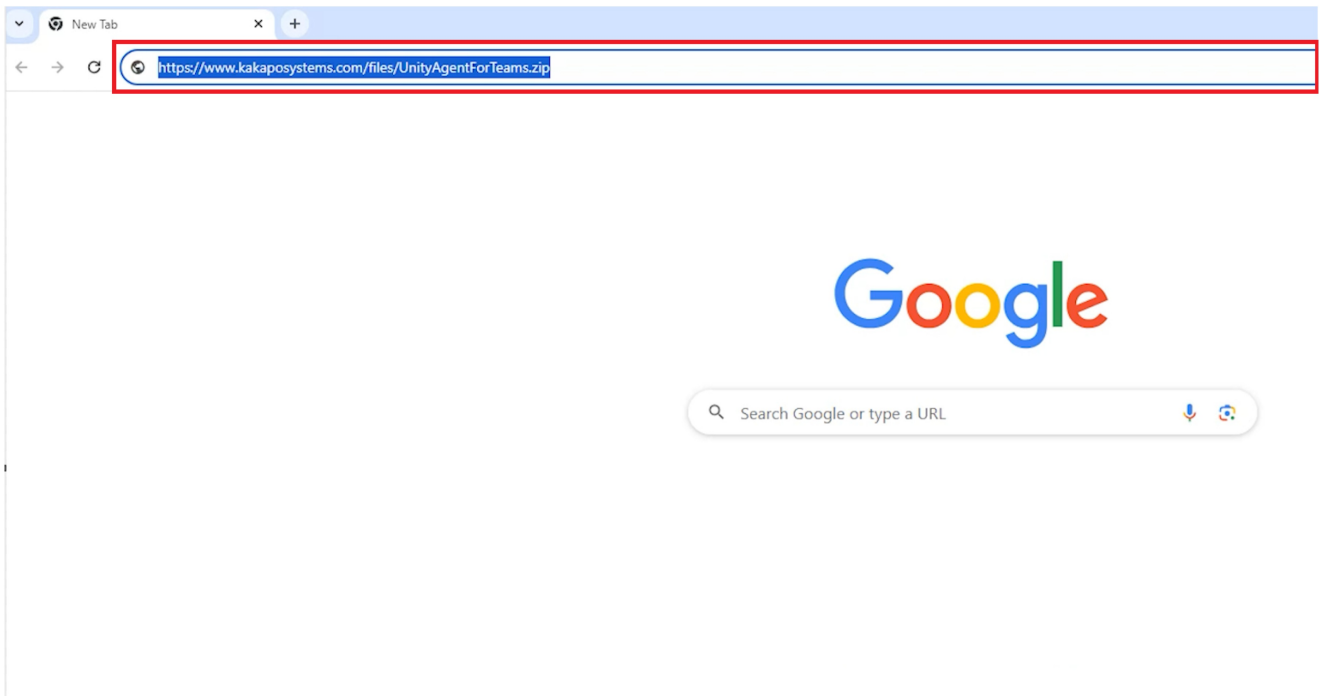 New Tab
https://www.kakaposystems.com/files/UnityAgentForTeams.zip
Google
Search Google or type a URL